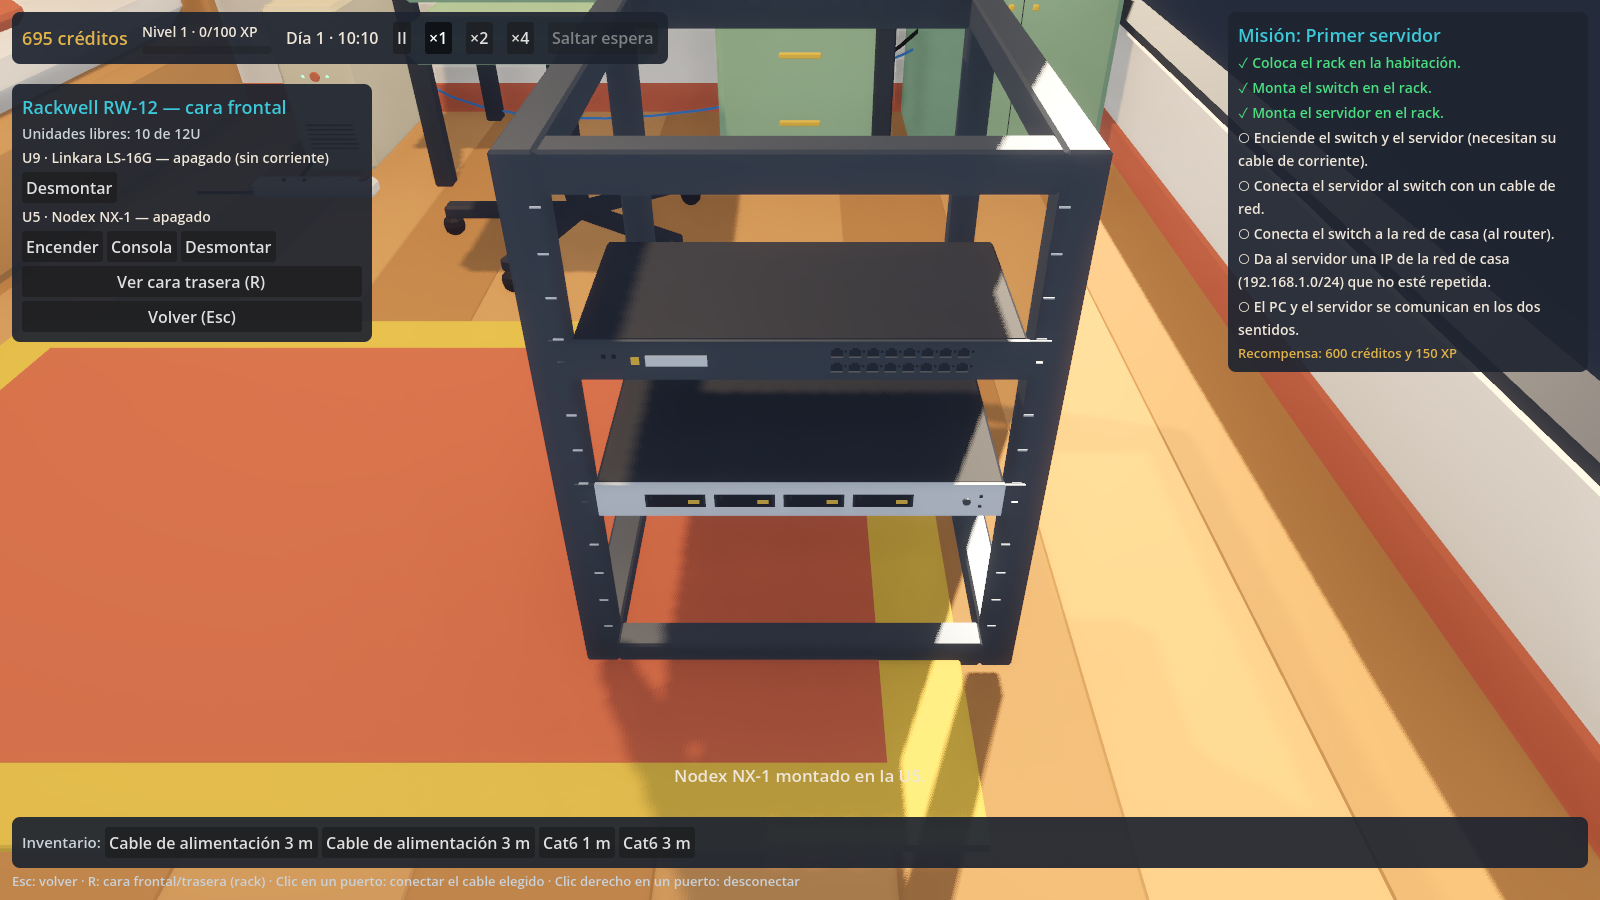 695 créditos
Nivel 1 · 0/100 XP
Día 1 · 10:10
II
×1
×2
×4
Saltar espera
Rackwell RW-12 — cara frontal
Unidades libres: 10 de 12U
U9 · Linkara LS-16G — apagado (sin corriente)
Desmontar
U5 · Nodex NX-1 — apagado
Encender
Consola
Desmontar
Ver cara trasera (R)
Volver (Esc)
Misión: Primer servidor
✓ Coloca el rack en la habitación.
✓ Monta el switch en el rack.
✓ Monta el servidor en el rack.
○ Enciende el switch y el servidor (necesitan su
cable de corriente).
○ Conecta el servidor al switch con un cable de
red.
○ Conecta el switch a la red de casa (al router).
○ Da al servidor una IP de la red de casa
(192.168.1.0/24) que no esté repetida.
○ El PC y el servidor se comunican en los dos
sentidos.
Recompensa: 600 créditos y 150 XP
Nodex NX-1 montado en la
Inventario:
Cable de alimentación 3 m
Cable de alimentación 3 m
Cat6 1 m
Cat6 3 m
Esc: volver · R: cara frontal/trasera (rack) · Clic en un puerto: conectar el cable elegido · Clic derecho en un puerto: desconectar